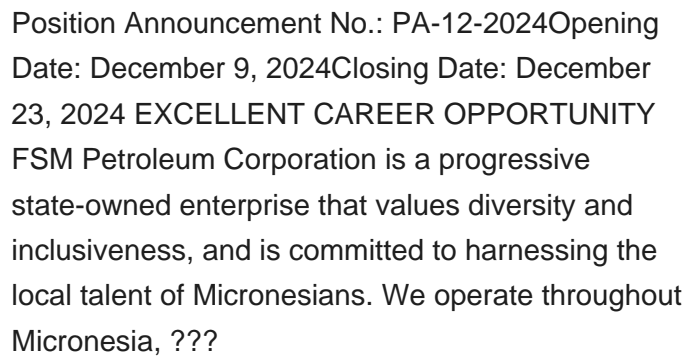 Position Announcement No.: PA-12-2024Opening
Date: December 9, 2024Closing Date: December
23, 2024 EXCELLENT CAREER OPPORTUNITY
FSM Petroleum Corporation is a progressive
state-owned enterprise that values diversity and
inclusiveness, and is committed to harnessing the
local talent of Micronesians. We operate throughout
Micronesia, ???